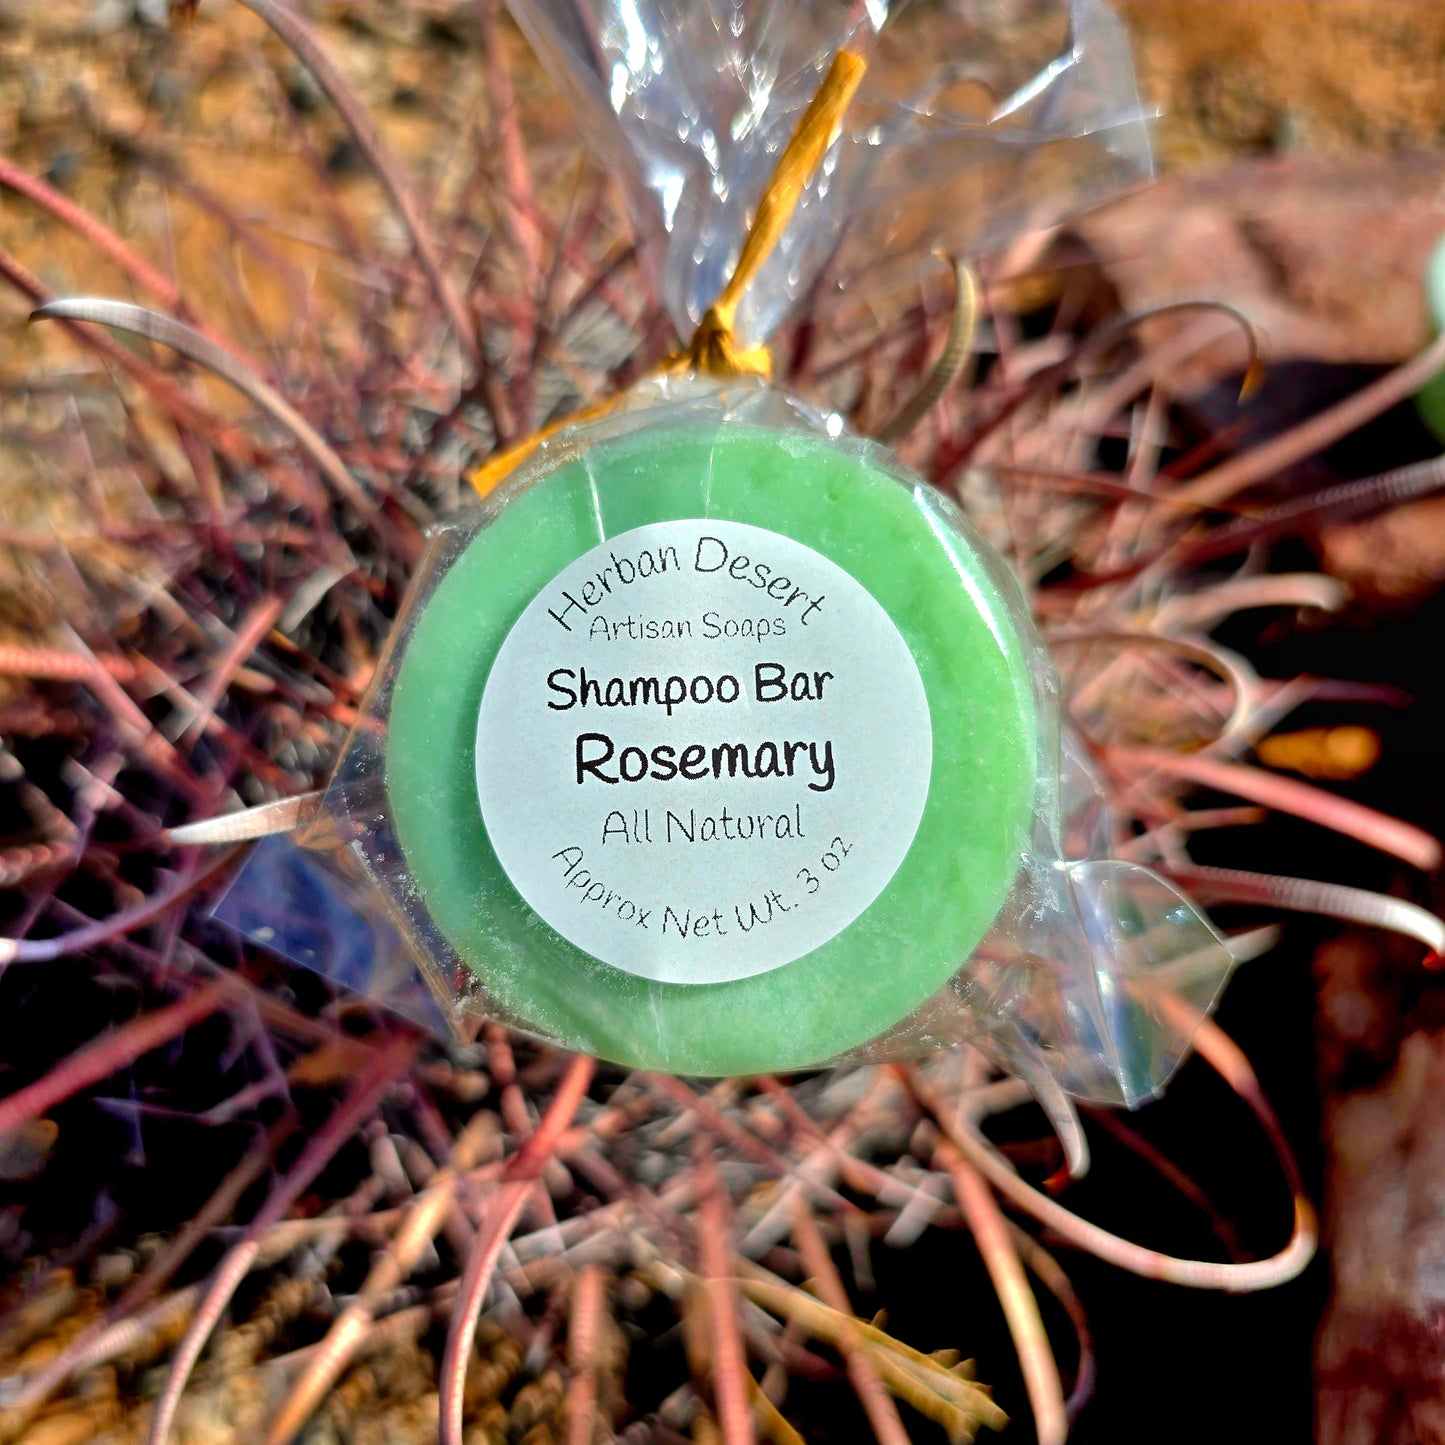 Herban Desert
Artisan Soaps
Shampoo Bar
Rosemary
All Natural
Approx Net Wt. 3 oz